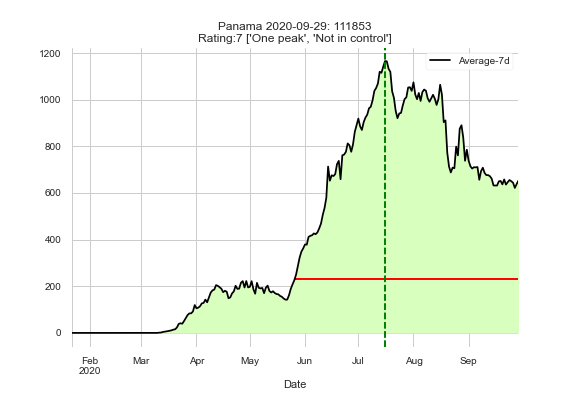 Panama 2020-09-29: 111853
Rating:7 ['One peak', 'Not in control']
Average-7d
1200
1000
800
600
400
200
0
Feb Mar Apr May Jun Jul Aug Sep
2020
Date